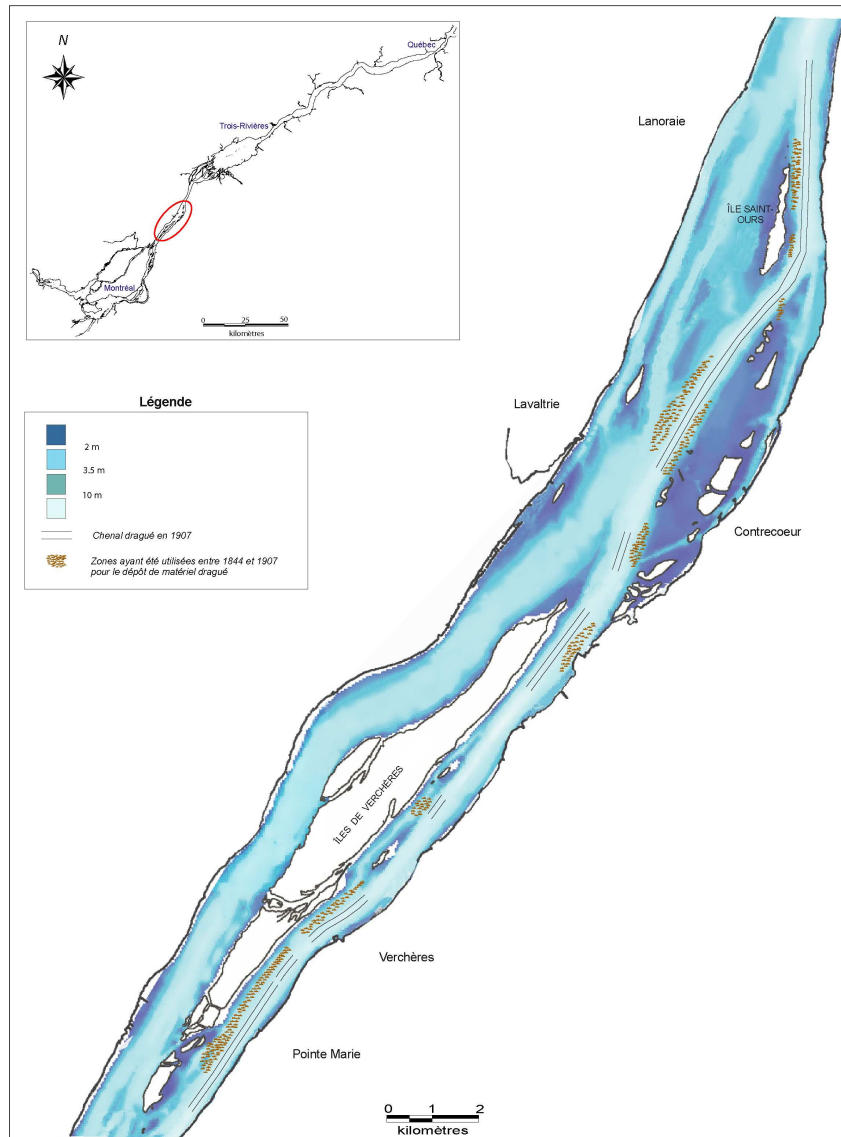 N
Québec
Trois-Rivières
Montréal
0 25 50
kilomètres
Lanoraie
ÎLE SAINT-
OURS
Légende
2 m
3.5 m
10 m
Chenal dragué en 1907
Zones ayant été utilisées entre 1844 et 1907
pour le dépôt de matériel dragué
Lavaltrie
Contrecoeur
ÎLES DE VERCHÈRES
Verchères
Pointe Marie
0 1 2
kilomètres